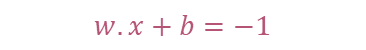 w. x + b = −1